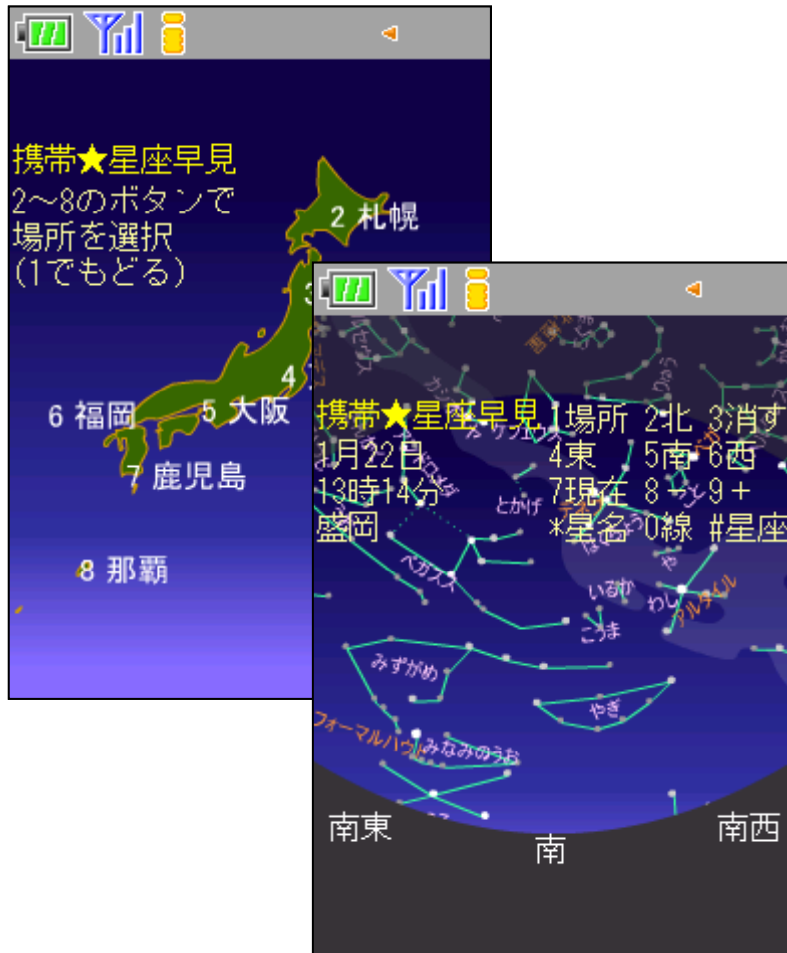 携帯★星座早見
2～8のボタンで
場所を選択
(1でもどる)
2 札幌
4
5 大阪
6 福岡
7 鹿児島
8 那覇
携帯★星座早見
1月22日
13時14分
盛岡
1場所 2北 3消す
4東 5南 6西
7現在 8- 9+
*星名 0線 #星座
りゅう
とかげ
ペガスス
いるか
こうま
や
わし
アルタイル
みずがめ
やぎ
フォーマルハウト
みなみのうお
南東
南
南西